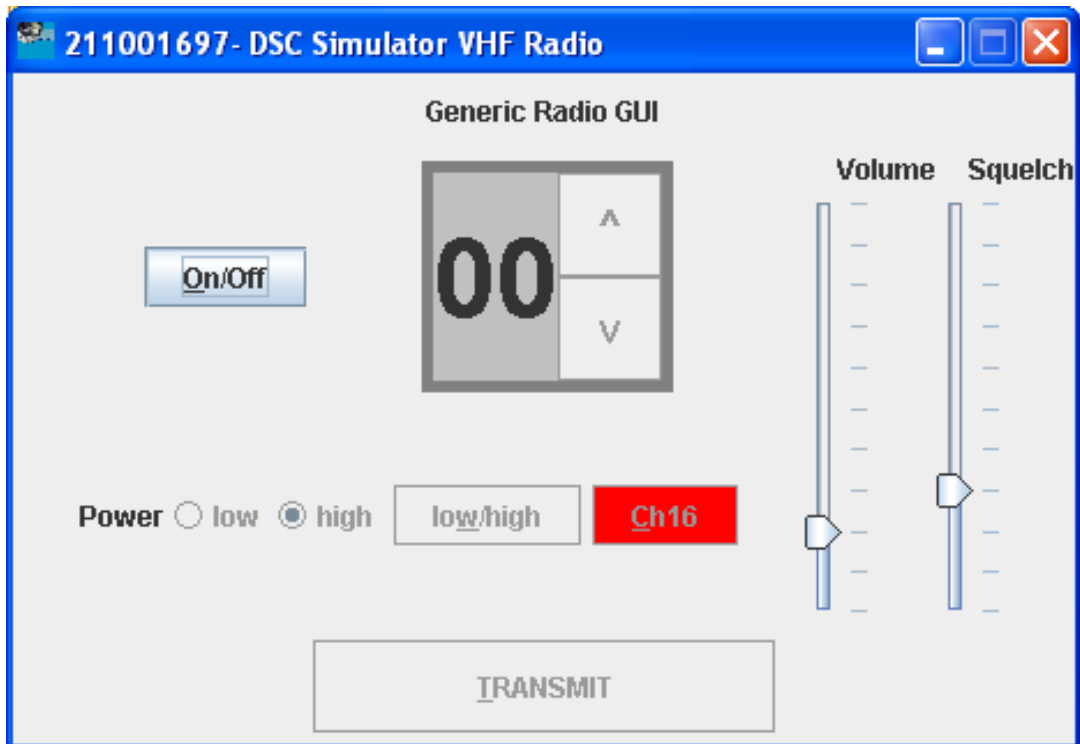 211001697- DSC Simulator VHF Radio
Generic Radio GUI
Volume Squelch
00
^
v
On/Off
Power low high low/high Ch16
TRANSMIT